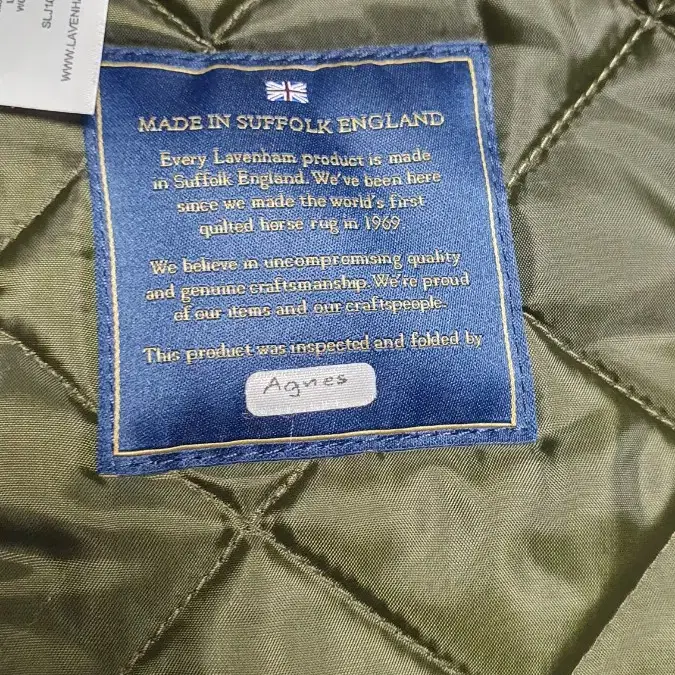 WWW.LAVENHA
MADE IN SUFFOLK ENGLAND
Every Lavenham product is made
in Suffolk England. We've been here
since we made the world's first
quilted horse rug in 1969
We believe in uncompromising quality
and genuine craftsmanship. We're proud
of our items and our craftspeople.
This product was inspected and folded by
Agnes